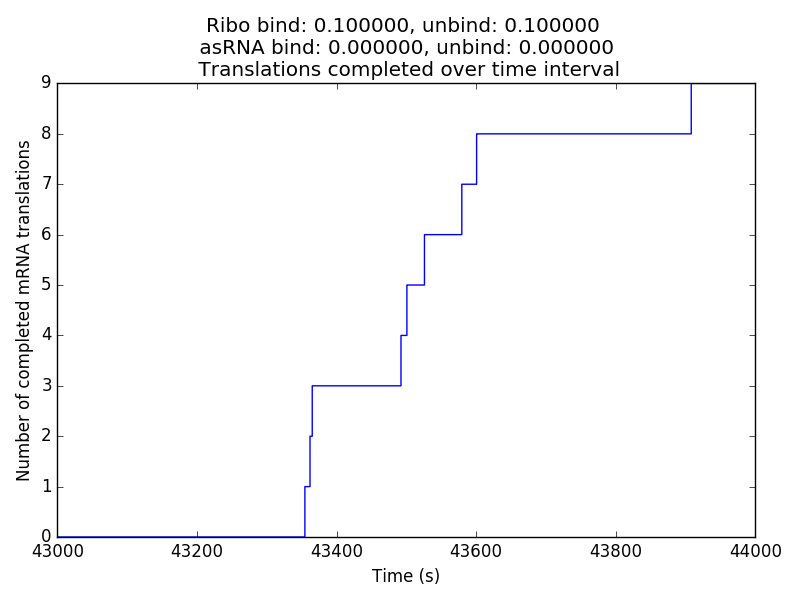 Ribo bind: 0.100000, unbind: 0.100000
asRNA bind: 0.000000, unbind: 0.000000
Translations completed over time interval
Number of completed mRNA translations
9
8
7
6
5
4
3
2
1
0
43000 43200 43400 43600 43800 44000
Time (s)